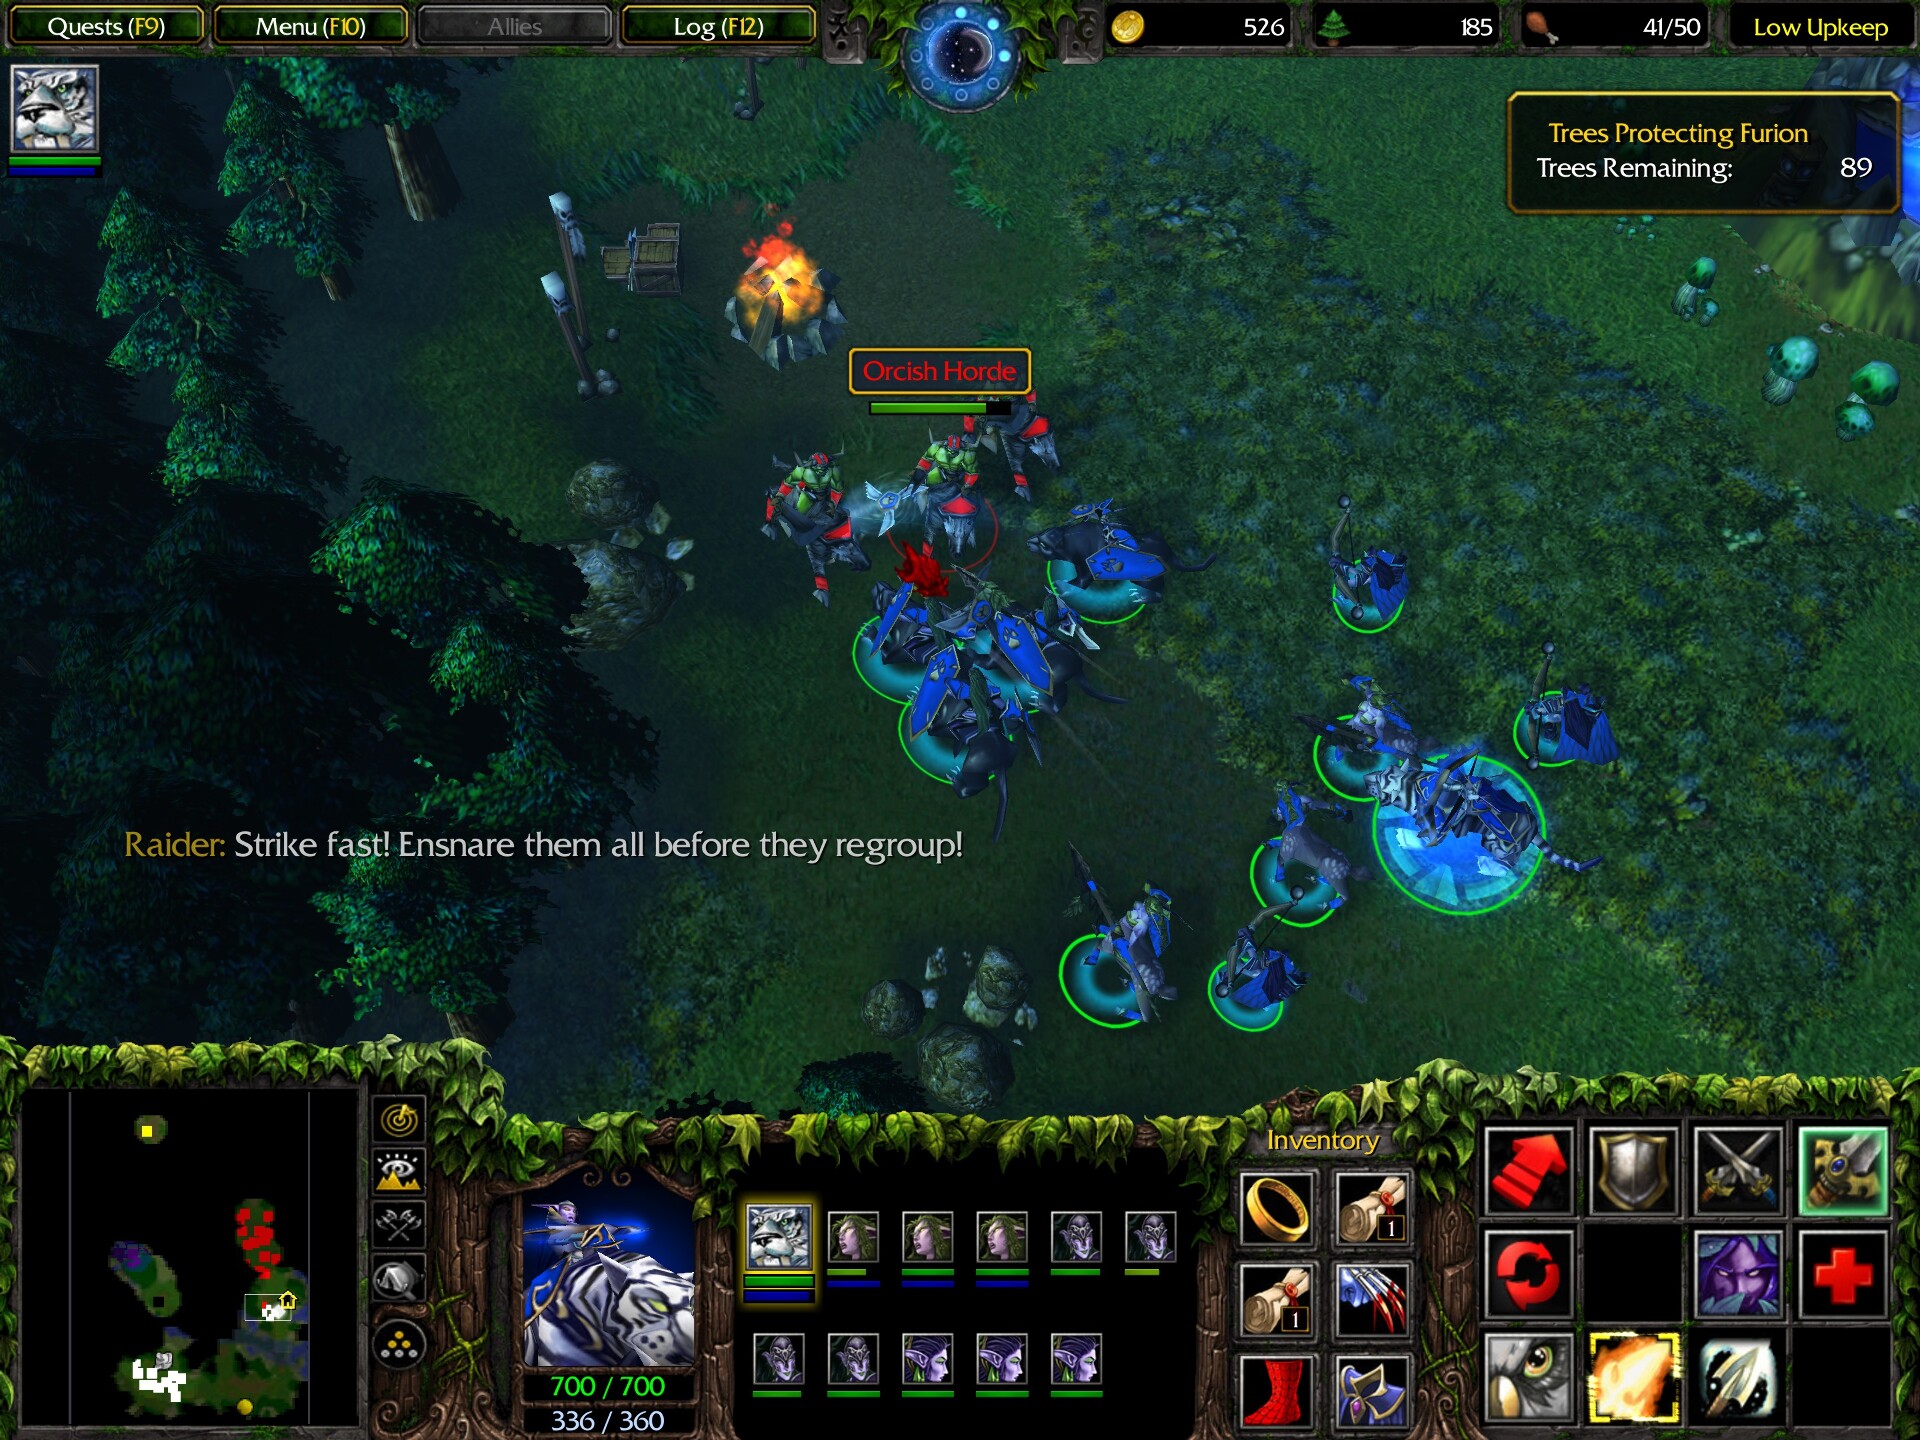 Quests (F9)
Menu (F10)
Allies
Log (F12)
526
185
41/50
Low Upkeep
Trees Protecting Furion
Trees Remaining: 89
Orcish Horde
Raider: Strike fast! Ensnare them all before they regroup!
Inventory
1
1
700 / 700
336 / 360